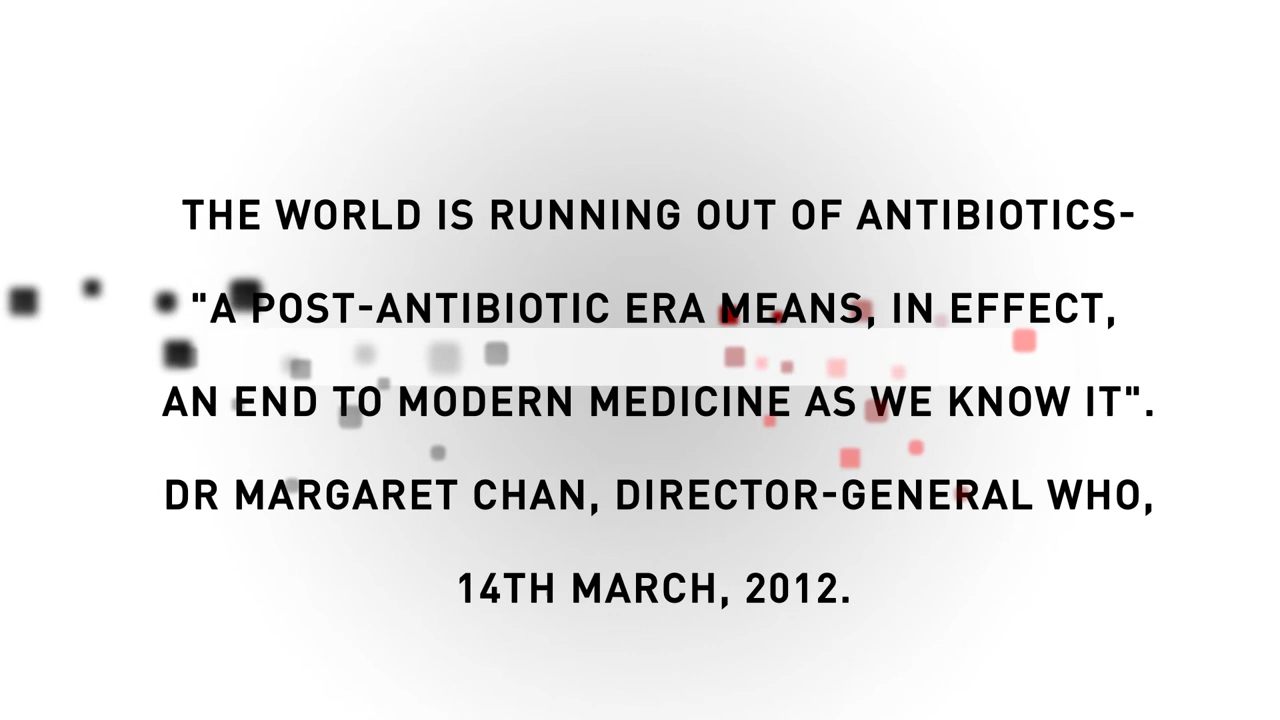 THE WORLD IS RUNNING OUT OF ANTIBIOTICS-
"A POST-ANTIBIOTIC ERA MEANS, IN EFFECT,
AN END TO MODERN MEDICINE AS WE KNOW IT".
DR MARGARET CHAN, DIRECTOR-GENERAL WHO,
14TH MARCH, 2012.